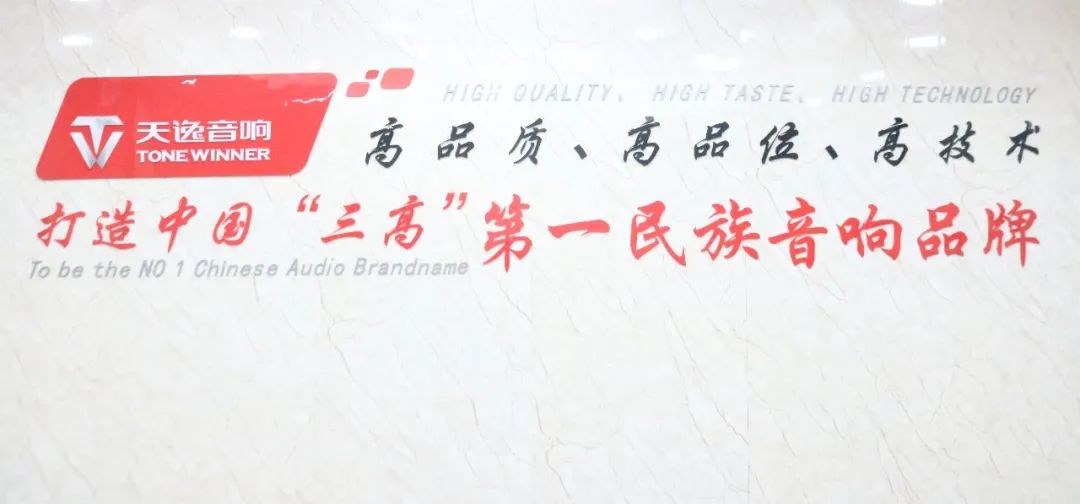 天逸音响
TONE WINNER
HIGH QUALITY、HIGH TASTE、HIGH TECHNOLOGY
高品质、高品位、高技术
打造中国“三高”第一民族音响品牌
To be the NO 1 Chinese Audio Brandname